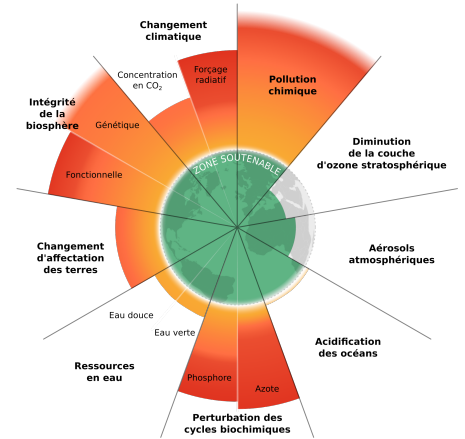 Changement
climatique
Concentration
en CO₂
Forçage
radiatif
Pollution
chimique
Intégrité
de la
biosphère
Génétique
Fonctionnelle
ZONE SOUTENABLE
Diminution
de la couche
d'ozone stratosphérique
Aérosols
atmosphériques
Changement
d'affectation
des terres
Eau douce
Eau verte
Ressources
en eau
Acidification
des océans
Phosphore
Azote
Perturbation des
cycles biochimiques